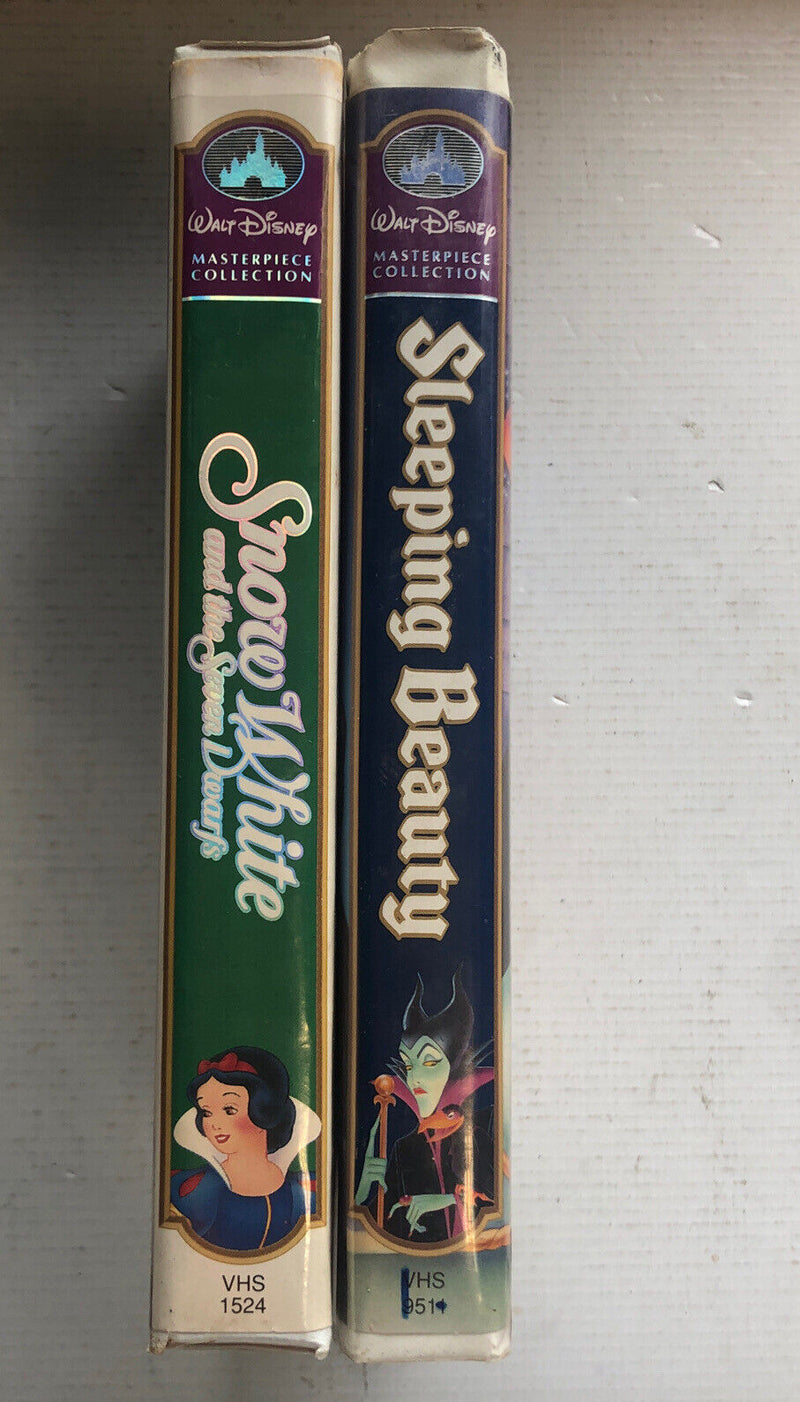 WALT DISNEY
MASTERPIECE
COLLECTION
Snow White
and the Seven Dwarfs
VHS
1524
WALT DISNEY
MASTERPIECE
COLLECTION
Sleeping Beauty
VHS
9511